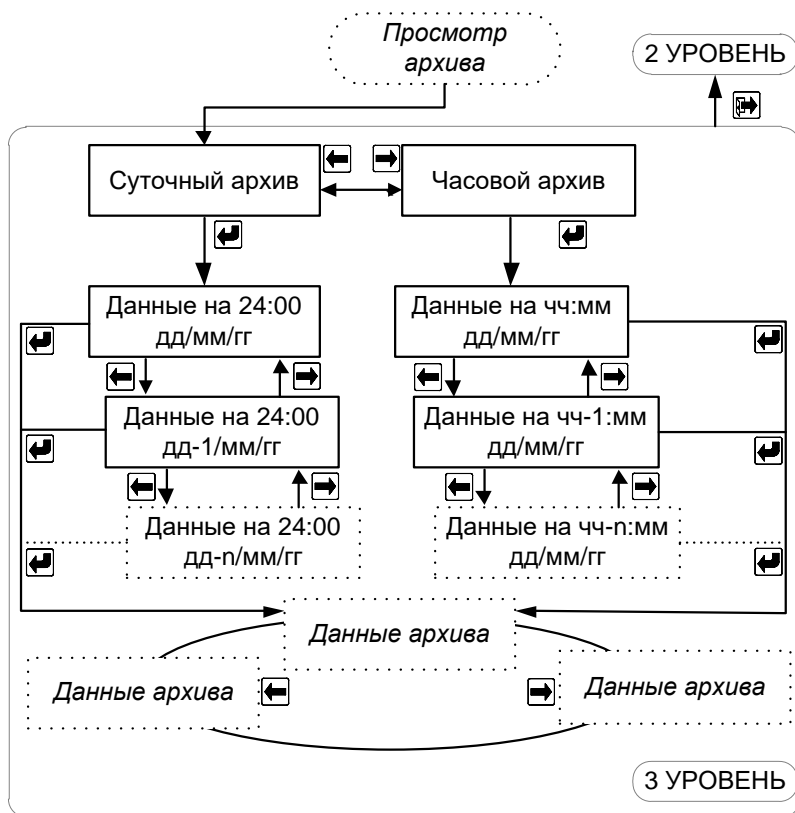 Просмотр
архива
2 УРОВЕНЬ
Суточный архив
Часовой архив
Данные на 24:00
дд/мм/гг
Данные на чч:мм
дд/мм/гг
Данные на 24:00
дд-1/мм/гг
Данные на чч-1:мм
дд/мм/гг
Данные на 24:00
дд-n/мм/гг
Данные на чч-n:мм
дд/мм/гг
Данные архива
Данные архива
Данные архива
3 УРОВЕНЬ